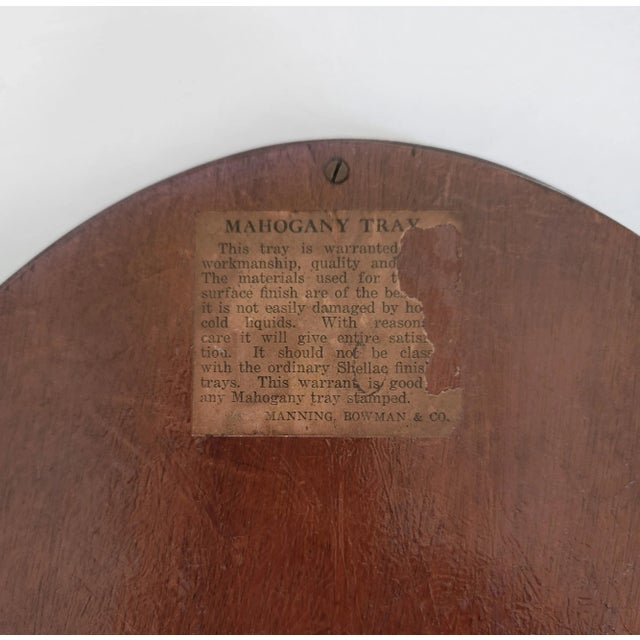 MAHOGANY TRAY
This tray is warranted
workmanship, quality and
The materials used for t
surface finish are of the be
it is not easily damaged by ho
cold liquids. With reason
care it will give entire satis
tion. It should not be clas
with the ordinary Shellac finis
trays. This warrant is good
any Mahogany tray stamped.
MANNING, BOWMAN & CO.